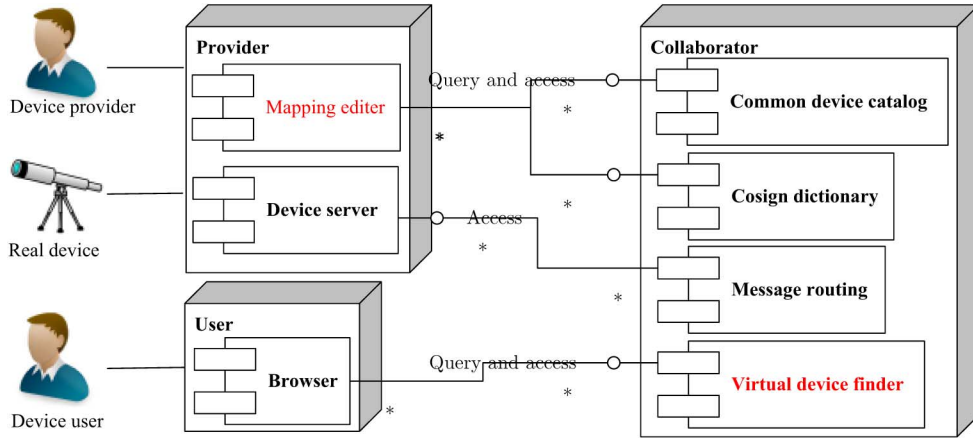 Device provider
Real device
Device user
Provider
Mapping editer
Device server
User
Browser
Query and access
*
*
*
Access
*
*
Query and access
*
*
Collaborator
Common device catalog
Cosign dictionary
Message routing
Virtual device finder